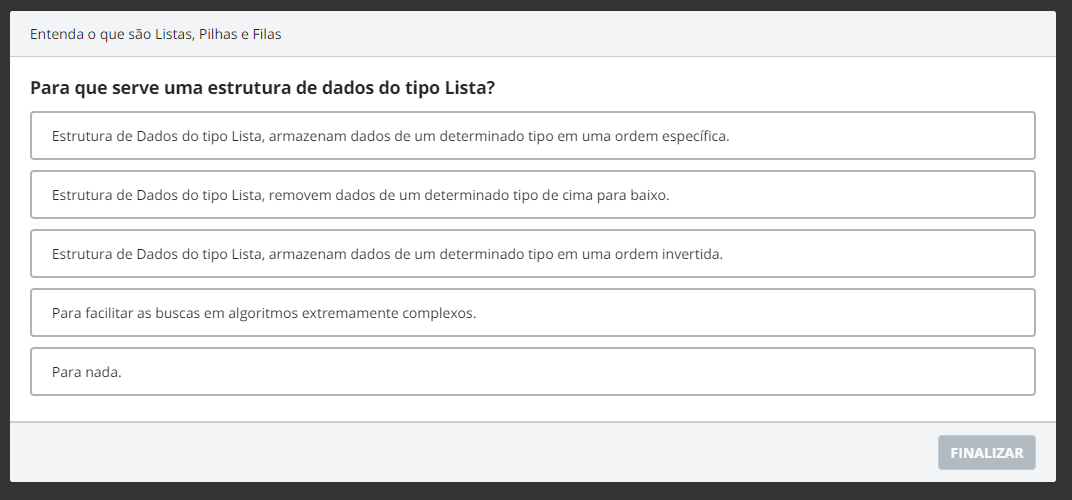 Entenda o que são Listas, Pilhas e Filas
Para que serve uma estrutura de dados do tipo Lista?
Estrutura de Dados do tipo Lista, armazenam dados de um determinado tipo em uma ordem específica.
Estrutura de Dados do tipo Lista, removem dados de um determinado tipo de cima para baixo.
Estrutura de Dados do tipo Lista, armazenam dados de um determinado tipo em uma ordem invertida.
Para facilitar as buscas em algoritmos extremamente complexos.
Para nada.
FINALIZAR